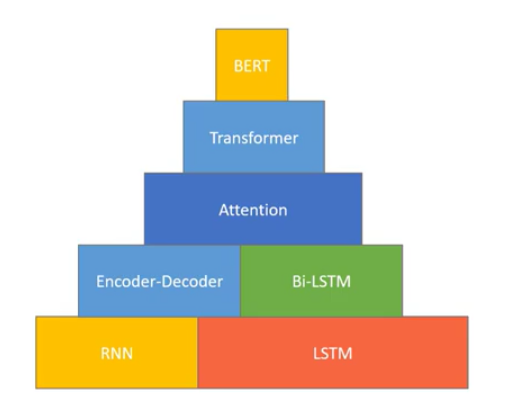 BERT
Transformer
Attention
Encoder-Decoder
Bi-LSTM
RNN
LSTM